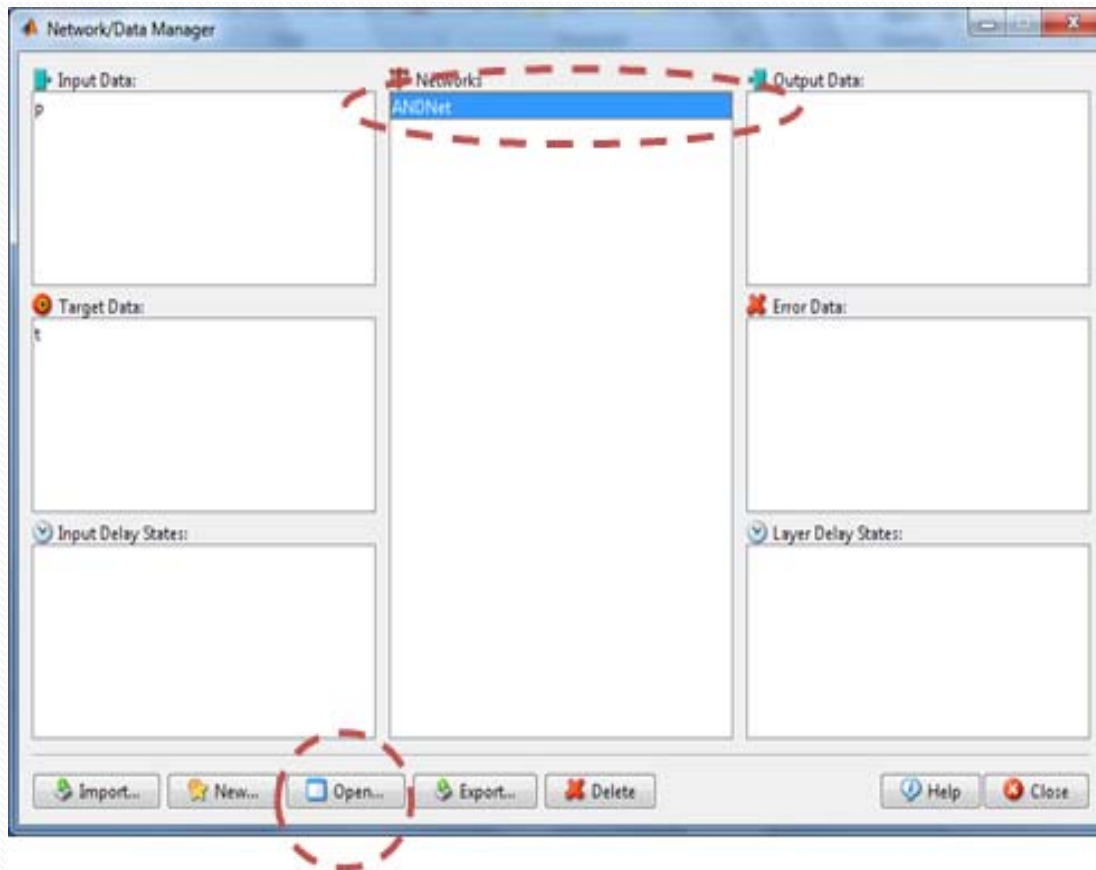 Network/Data Manager
Input Data:
p
Networks
ANDNet
Output Data:
Target Data:
t
Error Data:
Input Delay States:
Layer Delay States:
Import...
New...
Open...
Export...
Delete
Help
Close